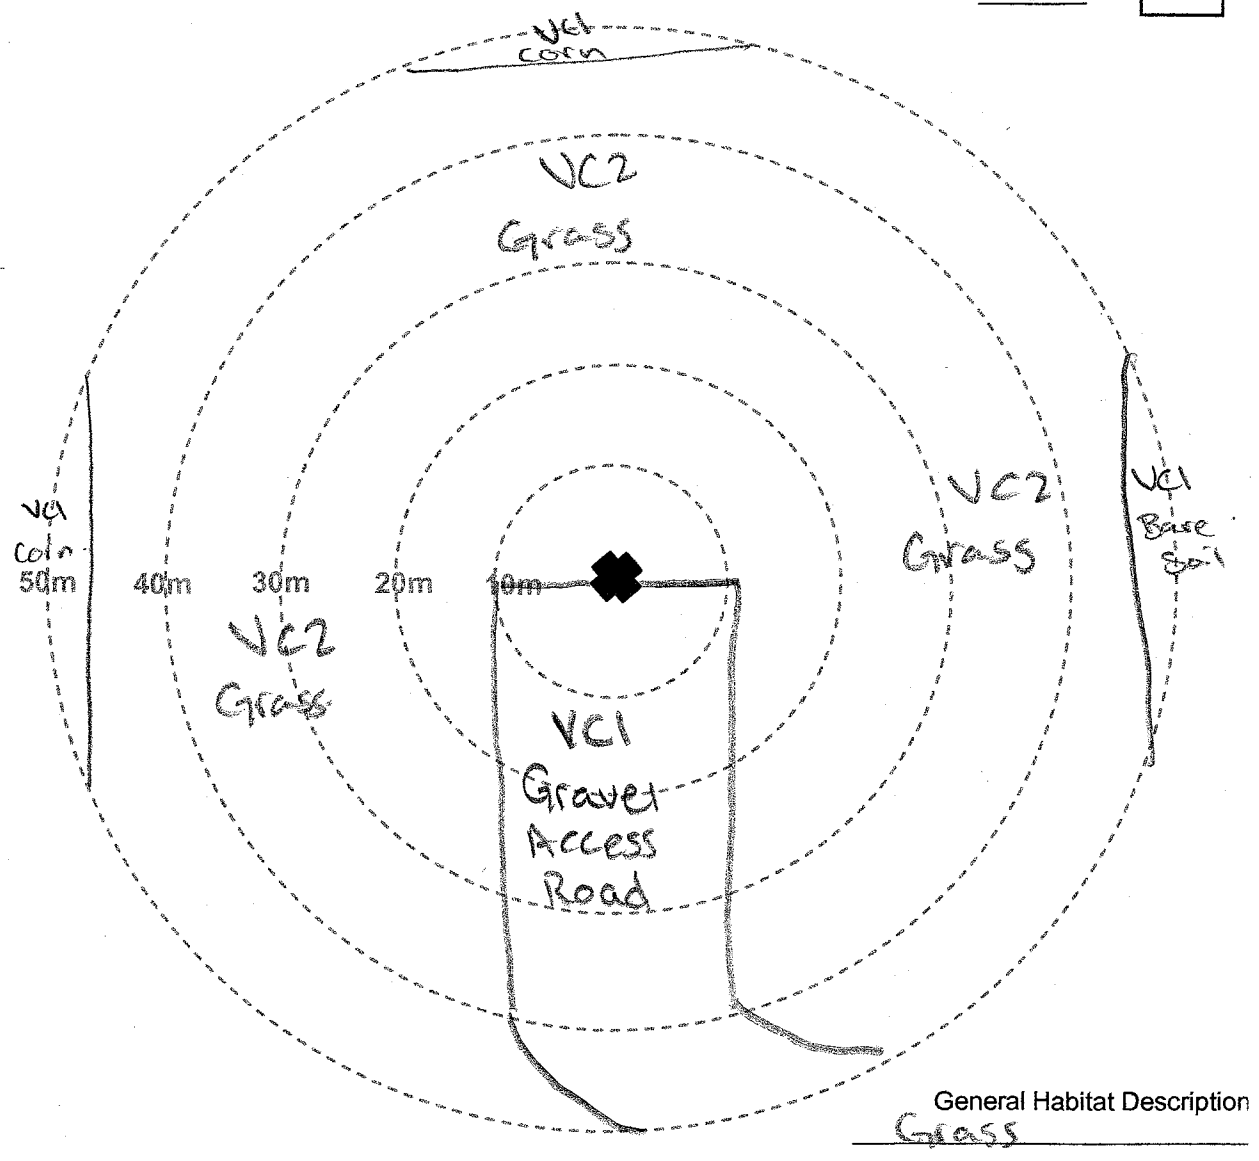 VC1
corn
VC2
Grass
VC2
Grass
VC1
Bare
Soil
VC1
Corn
50m 40m 30m 20m 10m
VC2
Grass
VC1
Gravel
Access
Road
General Habitat Description
Grass